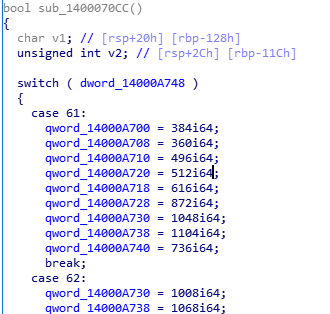 bool sub_1400070CC()
{
char v1; // [rsp+20h] [rbp-128h]
unsigned int v2; // [rsp+2Ch] [rbp-11Ch]
switch ( dword_14000A748 )
{
case 61:
qword_14000A700 = 384i64;
qword_14000A708 = 360i64;
qword_14000A710 = 496i64;
qword_14000A720 = 512i64;
qword_14000A718 = 616i64;
qword_14000A728 = 872i64;
qword_14000A730 = 1048i64;
qword_14000A738 = 1104i64;
qword_14000A740 = 736i64;
break;
case 62:
qword_14000A730 = 1008i64;
qword_14000A738 = 1068i64;